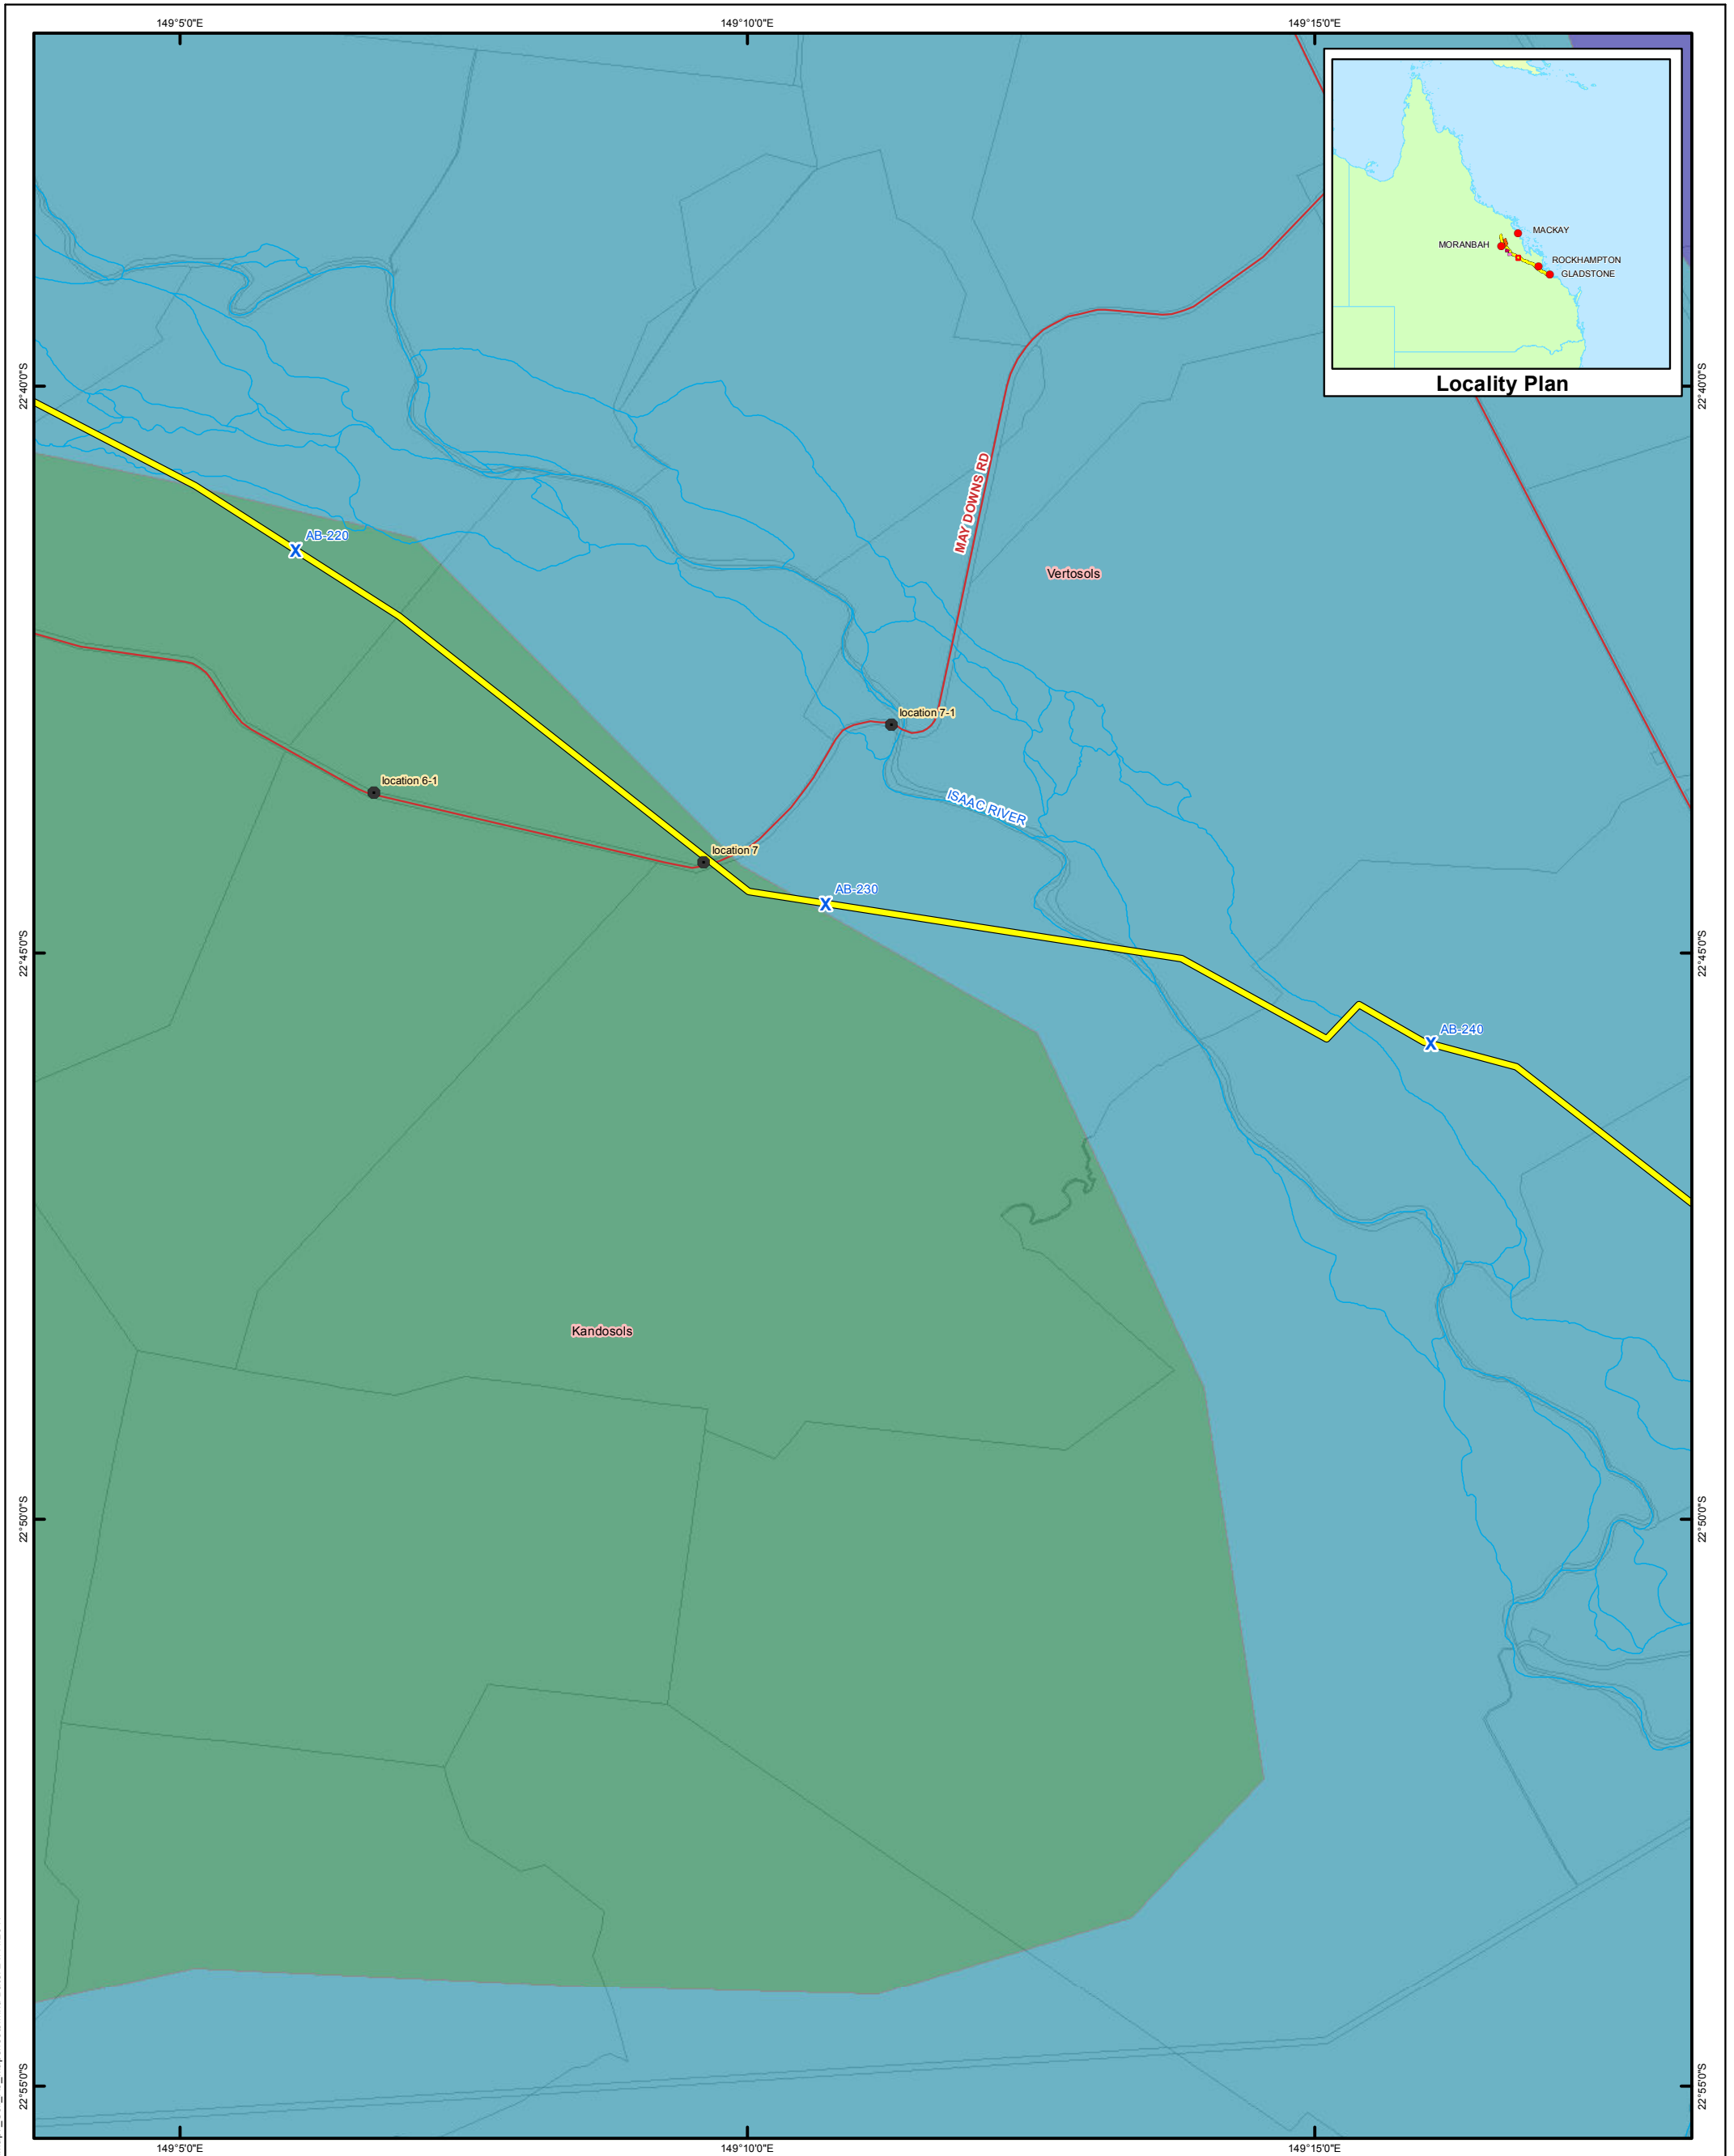 149°5'0"E
149°10'0"E
149°15'0"E
MACKAY
MORANBAH
ROCKHAMPTON
GLADSTONE
Locality Plan
22°40'0"S
22°40'0"S
MAY DOWNS RD
AB-220
Vertosols
location 7-1
location 6-1
ISAAC RIVER
location 7
AB-230
22°45'0"S
22°45'0"S
AB-240
Kandosols
22°50'0"S
22°50'0"S
22°55'0"S
22°55'0"S
149°5'0"E
149°10'0"E
149°15'0"E